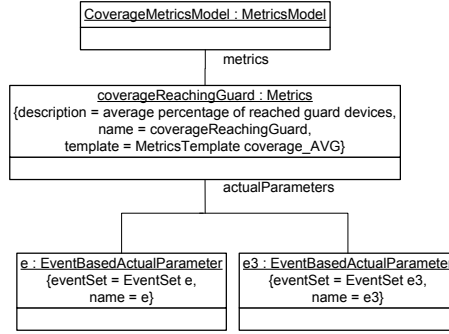 CoverageMetricsModel : MetricsModel
metrics
coverageReachingGuard : Metrics
{description = average percentage of reached guard devices,
name = coverageReachingGuard,
template = MetricsTemplate coverage_AVG}
actualParameters
e : EventBasedActualParameter
{eventSet = EventSet e,
name = e}
e3 : EventBasedActualParameter
{eventSet = EventSet e3,
name = e3}